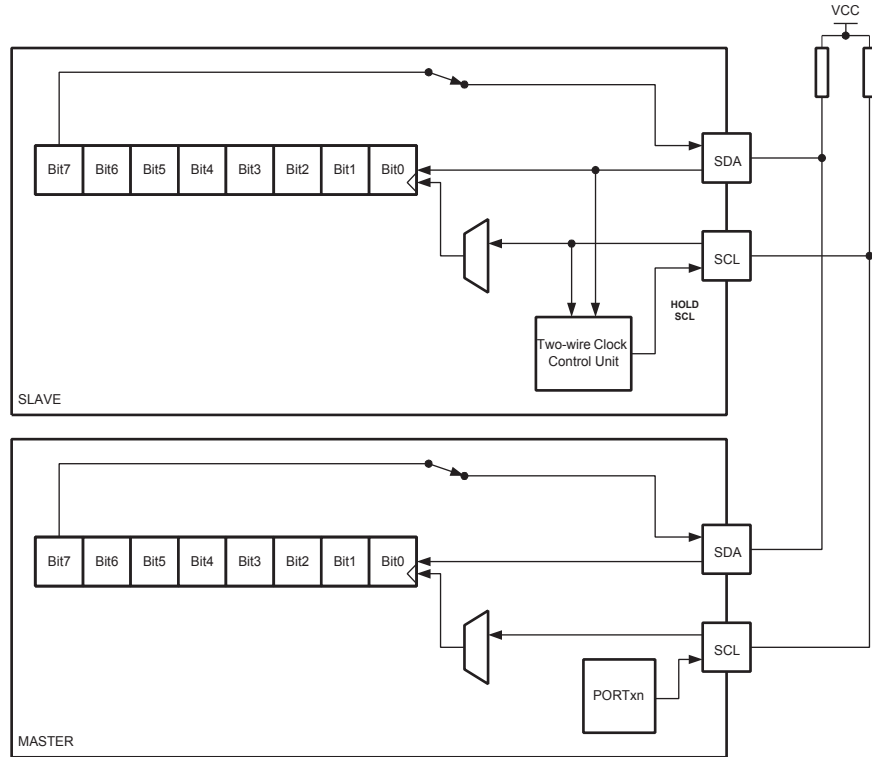 VCC
Bit7 Bit6 Bit5 Bit4 Bit3 Bit2 Bit1 Bit0
SDA
SCL
HOLD
SCL
Two-wire Clock
Control Unit
SLAVE
Bit7 Bit6 Bit5 Bit4 Bit3 Bit2 Bit1 Bit0
SDA
SCL
PORTxn
MASTER